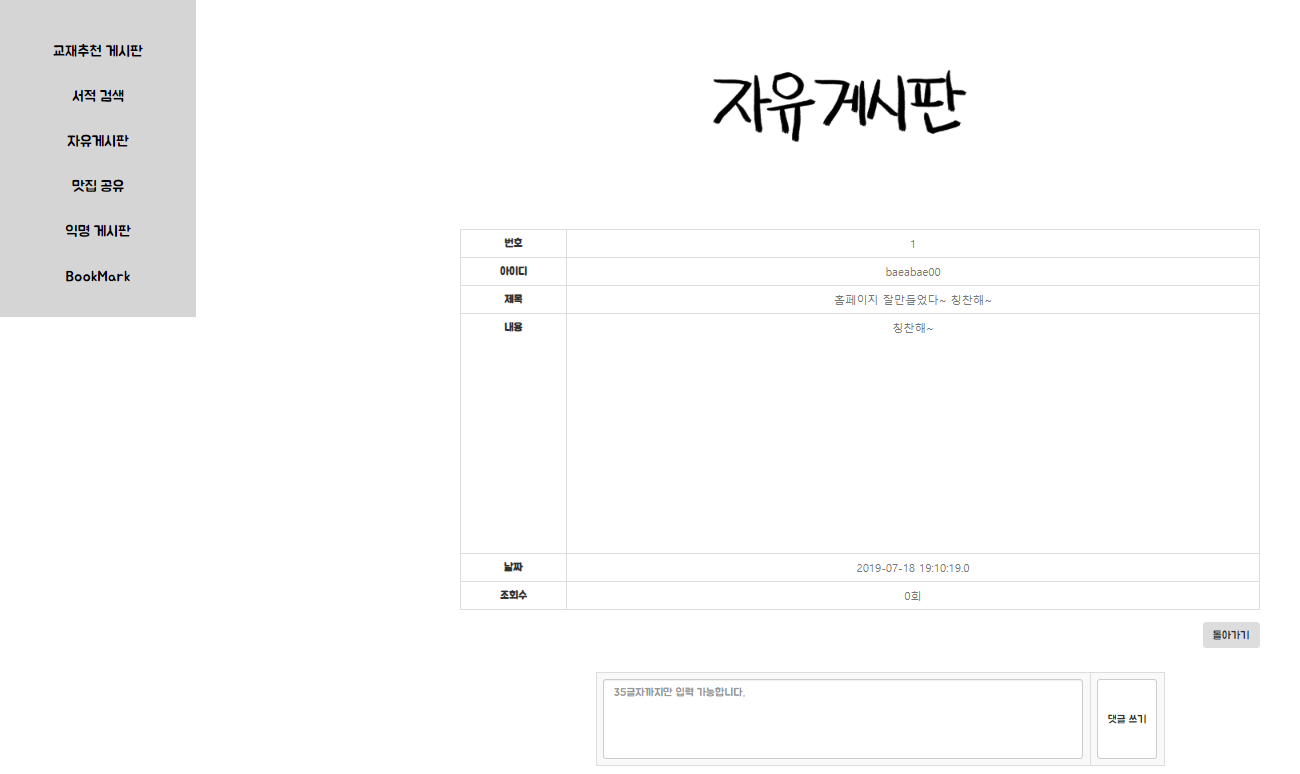 교재추천 게시판
서적 검색
자유게시판
맛집 공유
익명 게시판
BookMark
자유게시판
번호 1
아이디 baeabae00
제목 홈페이지 잘만들었다~ 칭찬해~
내용 칭찬해~
날짜 2019-07-18 19:10:19.0
조회수 0회
돌아가기
35글자까지만 입력 가능합니다.
댓글 쓰기